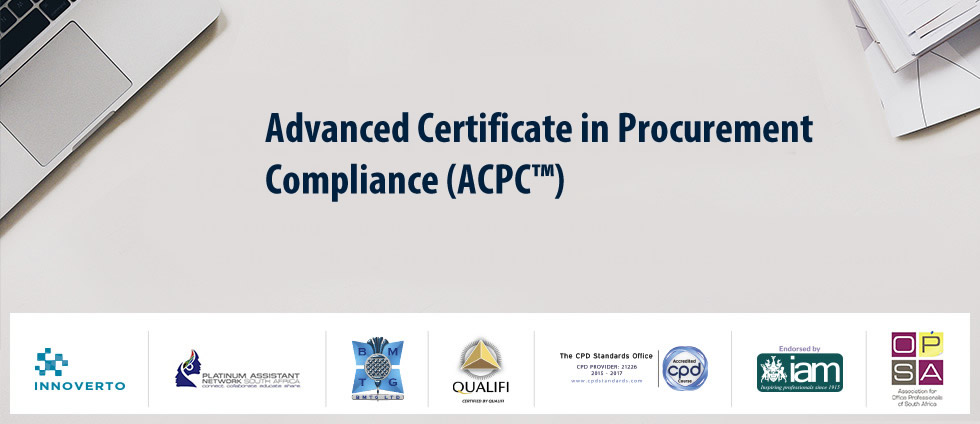 Advanced Certificate in Procurement
Compliance (ACPC™)
INNOVERTO
PLATINUM ASSISTANT
NETWORK SOUTH AFRICA
connect collaborate educate share
B M
T G
BMTG LTD
QUALIFI
CERTIFIED BY QUALIFI
The CPD Standards Office
CPD PROVIDER: 21226
2015 - 2017
www.cpdstandards.com
Accredited
cpd
Course
Endorsed by
iam
Inspiring professionals since 1915
OP
SA
Association for
Office Professionals
of South Africa